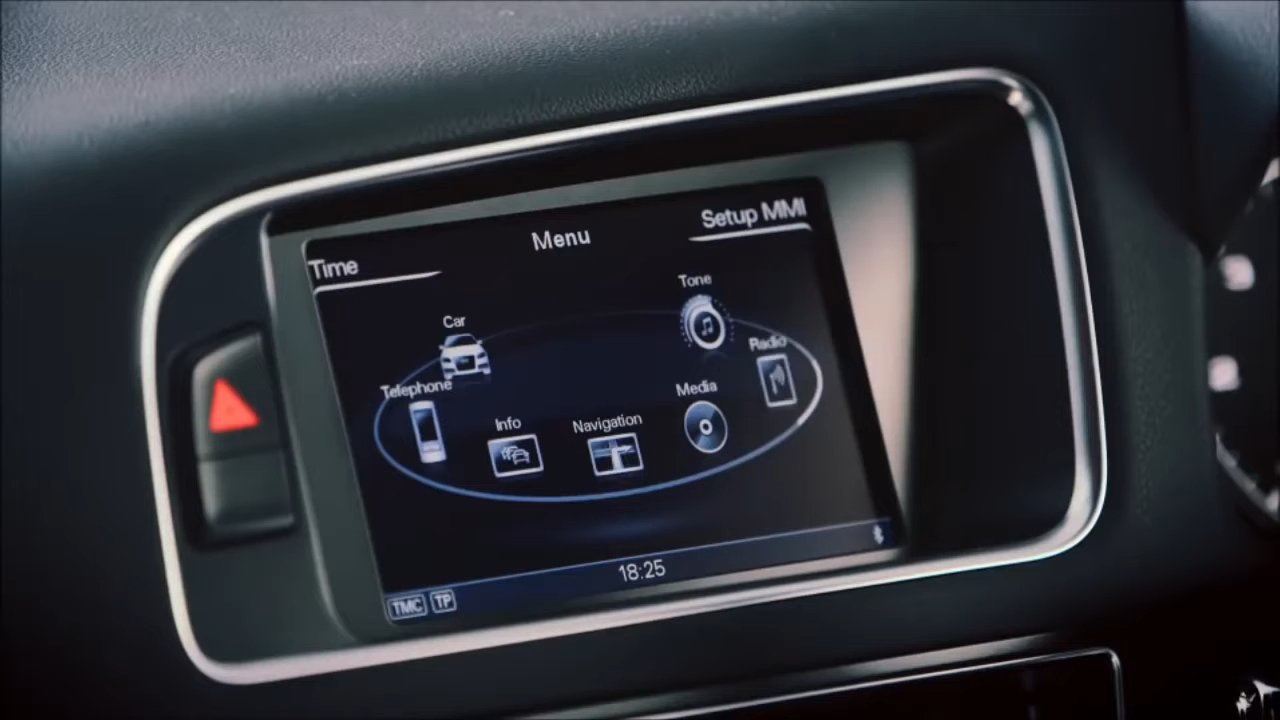 Menu
Setup MMI
Time
Tone
Car
Radio
Telephone
Media
Info
Navigation
18:25
TMC TP